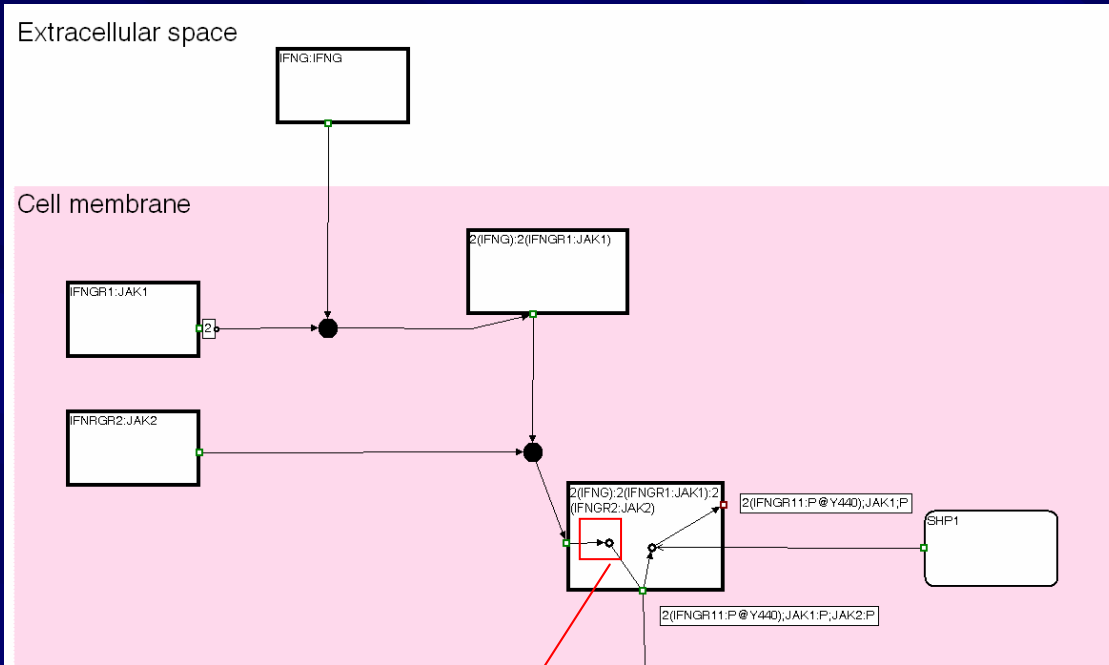 Extracellular space
IFNG:IFNG
Cell membrane
2(IFNG):2(IFNGR1:JAK1)
IFNGR1:JAK1
2
IFNRGR2:JAK2
2(IFNG):2(IFNGR1:JAK1):2
(IFNGR2:JAK2)
2(IFNGR11:P@Y440);JAK1;P
SHP1
2(IFNGR11:P@Y440);JAK1:P;JAK2:P